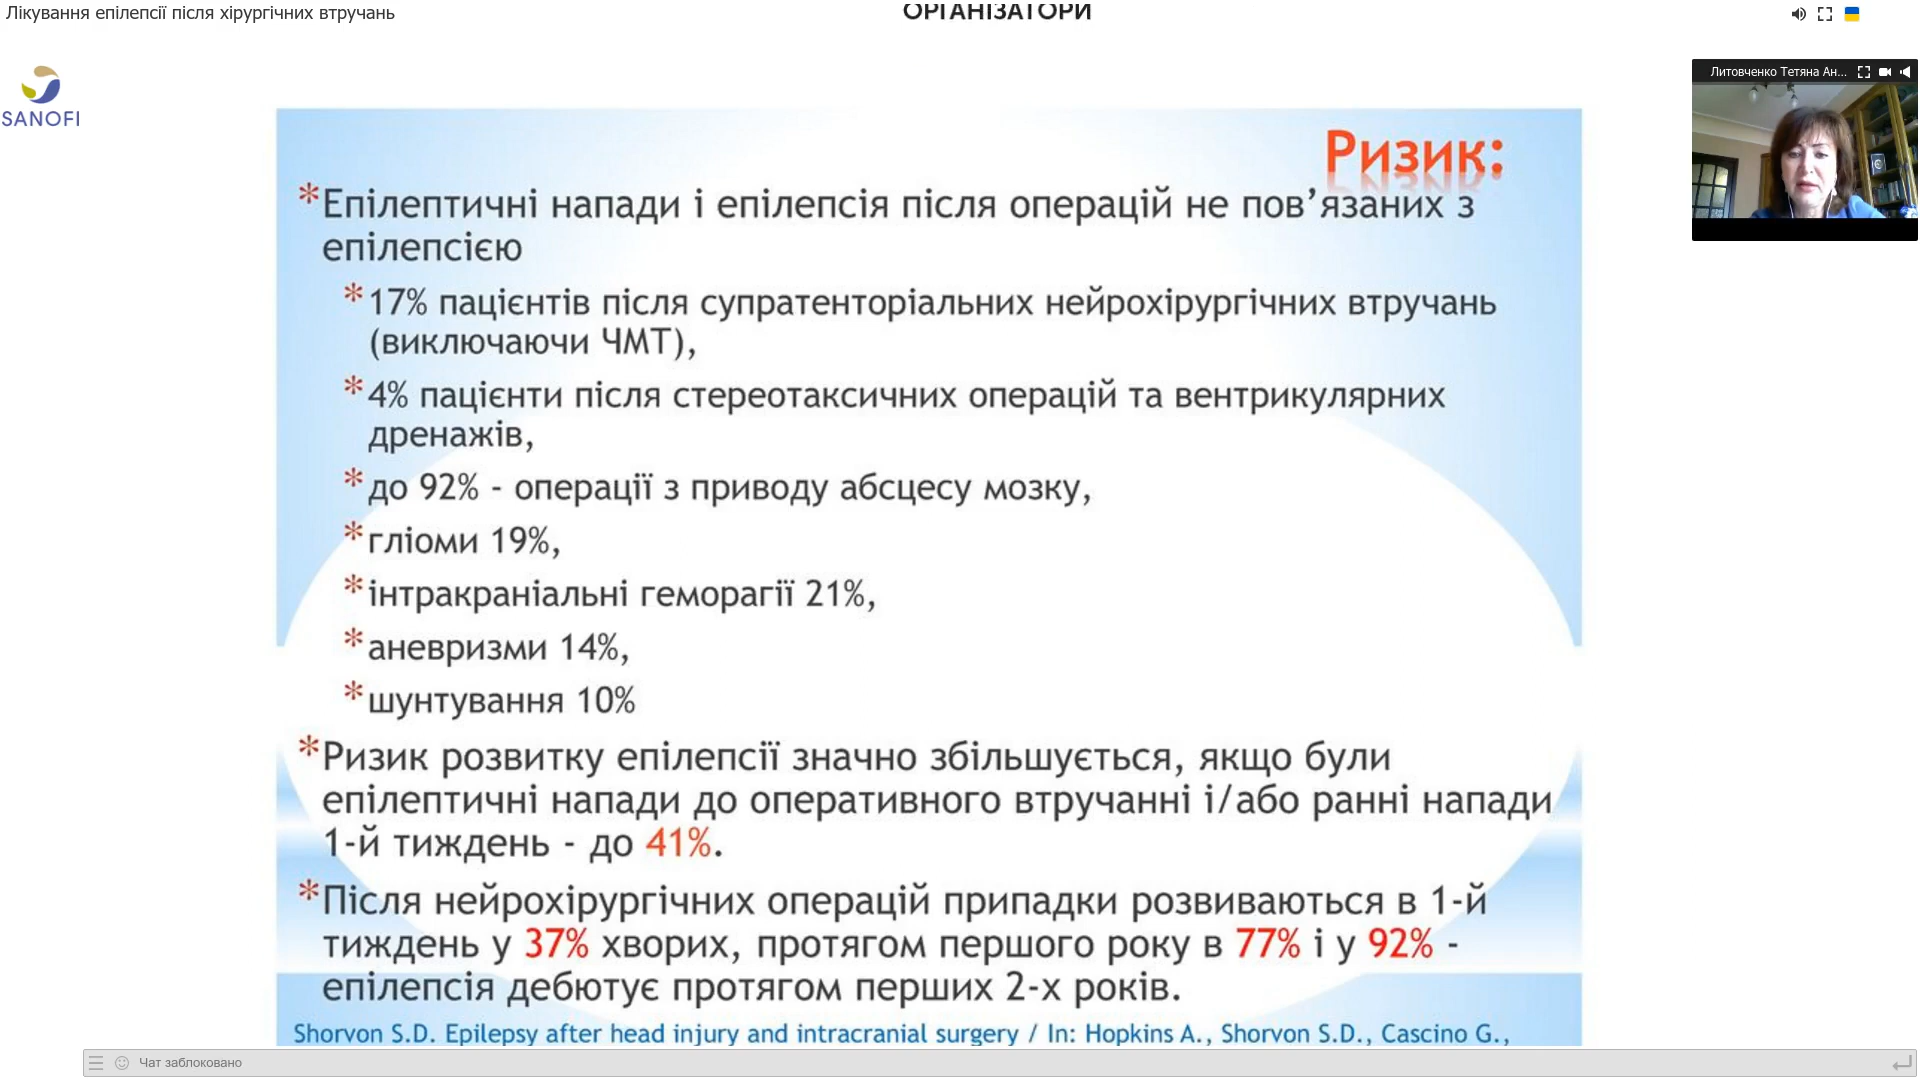 Лікування епілепсії після хірургічних втручань
ОРГАНІЗАТОРИ
SANOFI
Литовченко Тетяна Ан...
Ризик:
*Епілептичні напади і епілепсія після операцій не пов’язаних з
епілепсією
*17% пацієнтів після супратенторіальних нейрохірургічних втручань
(виключаючи ЧМТ),
*4% пацієнти після стереотаксичних операцій та вентрикулярних
дренажів,
*до 92% - операції з приводу абсцесу мозку,
*гліоми 19%,
*інтракраніальні геморагії 21%,
*аневризми 14%,
*шунтування 10%
*Ризик розвитку епілепсії значно збільшується, якщо були
епілептичні напади до оперативного втручанні і/або ранні напади
1-й тиждень - до 41%.
*Після нейрохірургічних операцій припадки розвиваються в 1-й
тиждень у 37% хворих, протягом першого року в 77% і у 92% -
епілепсія дебютує протягом перших 2-х років.
Shorvon S.D. Epilepsy after head injury and intracranial surgery / In: Hopkins A., Shorvon S.D., Cascino G.,
Чат заблоковано